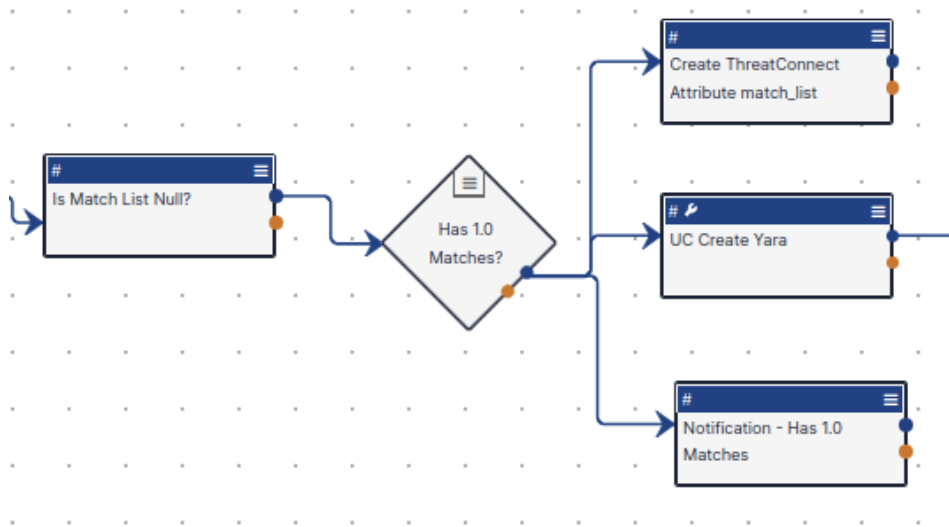 #
Create ThreatConnect
Attribute match_list
#
Is Match List Null?
Has 1.0
Matches?
#
UC Create Yara
#
Notification - Has 1.0
Matches